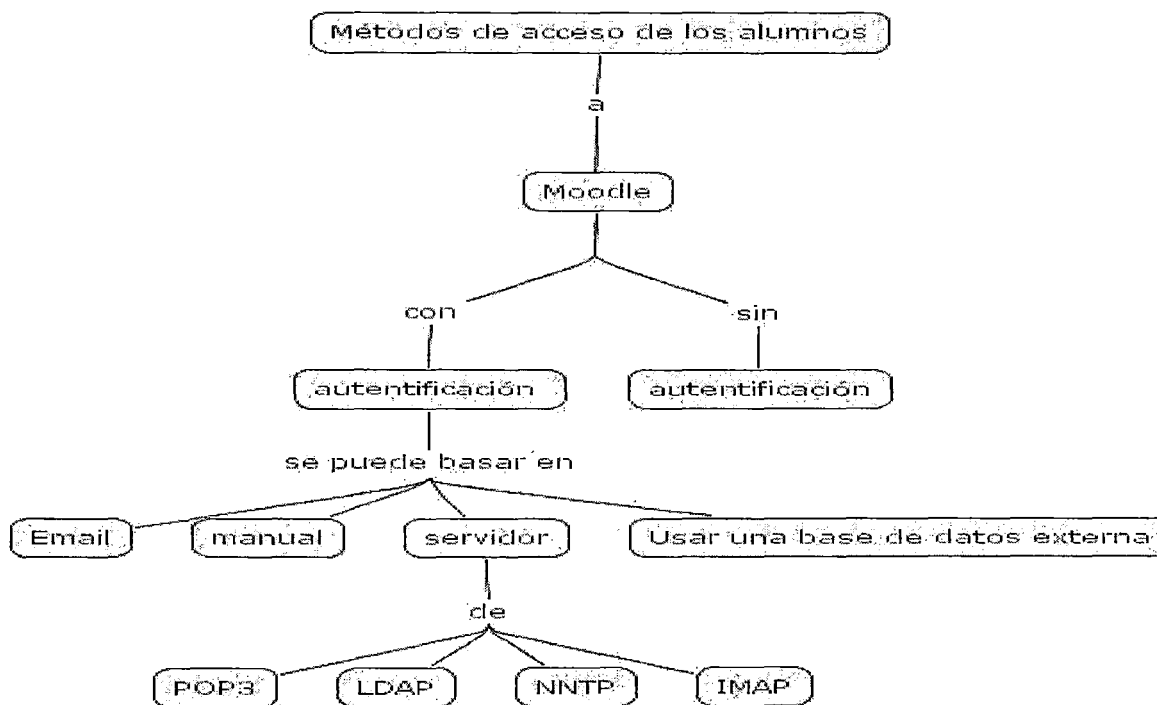 Métodos de acceso de los alumnos
a
Moodle
con sin
autentificación autentificación
se puede basar en
Email manual servidor Usar una base de datos externa
de
POP3 LDAP NNTP IMAP